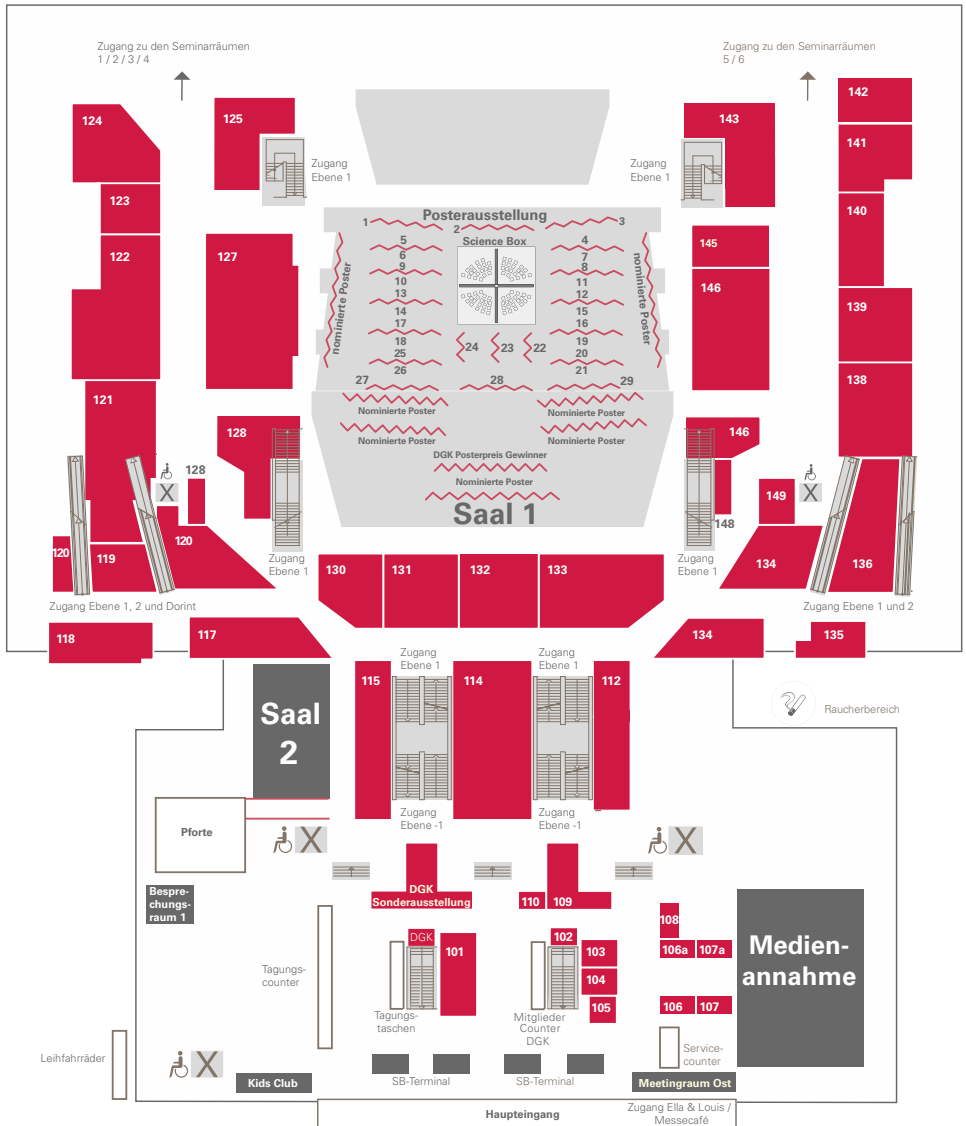 Zugang zu den Seminarräumen
1 / 2 / 3 / 4
Zugang zu den Seminarräumen
5 / 6
124
125
143
142
141
Zugang
Ebene 1
Zugang
Ebene 1
123
140
Posterausstellung
1
2
3
Science Box
122
127
145
146
139
nominierte Poster
nominierte Poster
5
6
9
10
13
14
17
18
25
26
4
7
8
11
12
15
16
19
20
21
24
23
22
27
28
29
121
138
Nominierte Poster
Nominierte Poster
Nominierte Poster
Nominierte Poster
DGK Posterpreis Gewinner
Nominierte Poster
Saal 1
128
146
128
149
148
120
119
120
134
136
Zugang
Ebene 1
Zugang
Ebene 1
130
131
132
133
Zugang Ebene 1, 2 und Dorint
Zugang Ebene 1 und 2
118
117
134
135
Zugang
Ebene 1
Zugang
Ebene 1
115
114
112
Saal
2
Raucherbereich
Zugang
Ebene -1
Zugang
Ebene -1
Pforte
Bespre-
chungs-
raum 1
DGK
Sonderausstellung
110
109
108
DGK
101
102
103
104
105
106a
107a
106
107
Medien-
annahme
Tagungs-
counter
Tagungs-
taschen
Mitglieder
Counter
DGK
Service-
counter
Leihfahrräder
Kids Club
SB-Terminal
SB-Terminal
Meetingraum Ost
Haupteingang
Zugang Ella & Louis /
Messecafé